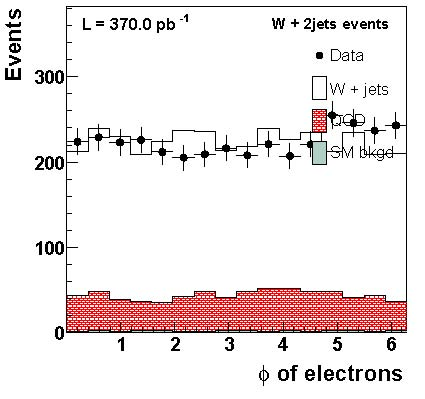 Events
L = 370.0 pb⁻¹
W + 2jets events
Data
W + jets
QCD
SM bkgd
300
200
100
0
1 2 3 4 5 6
ϕ of electrons